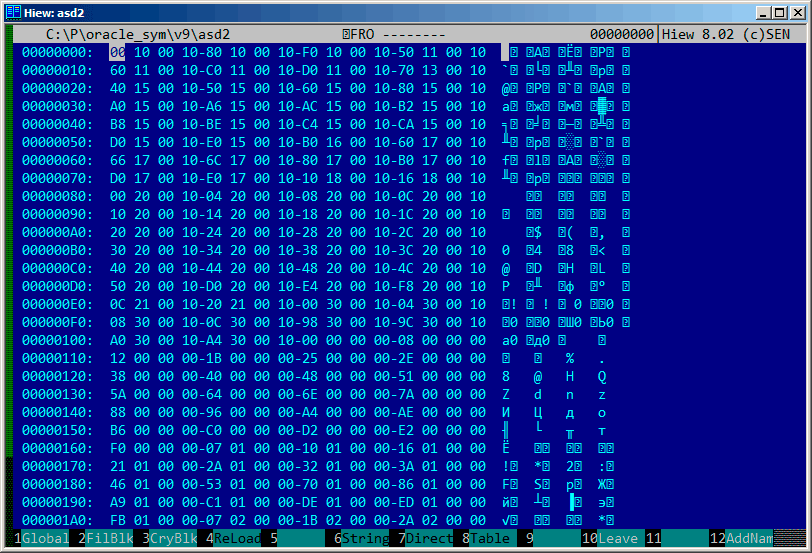 Hiew: asd2
C:\P\oracle_sym\v9\asd2 FRO -------- 00000000 Hiew 8.02 (c)SEN
00000000: 00 10 00 10-80 10 00 10-F0 10 00 10-50 11 00 10
00000010: 60 11 00 10-C0 11 00 10-D0 11 00 10-70 13 00 10
00000020: 40 15 00 10-50 15 00 10-60 15 00 10-80 15 00 10
00000030: A0 15 00 10-A6 15 00 10-AC 15 00 10-B2 15 00 10
00000040: B8 15 00 10-BE 15 00 10-C4 15 00 10-CA 15 00 10
00000050: D0 15 00 10-E0 15 00 10-B0 16 00 10-60 17 00 10
00000060: 66 17 00 10-6C 17 00 10-80 17 00 10-B0 17 00 10
00000070: D0 17 00 10-E0 17 00 10-10 18 00 10-16 18 00 10
00000080: 00 20 00 10-04 20 00 10-08 20 00 10-0C 20 00 10
00000090: 10 20 00 10-14 20 00 10-18 20 00 10-1C 20 00 10
000000A0: 20 20 00 10-24 20 00 10-28 20 00 10-2C 20 00 10 $ ( ,
000000B0: 30 20 00 10-34 20 00 10-38 20 00 10-3C 20 00 10 0 4 8 <
000000C0: 40 20 00 10-44 20 00 10-48 20 00 10-4C 20 00 10 @ D H L
000000D0: 50 20 00 10-D0 20 00 10-E4 20 00 10-F8 20 00 10 P ╨ ф °
000000E0: 0C 21 00 10-20 21 00 10-00 30 00 10-04 30 00 10 ! ! 0 0
000000F0: 08 30 00 10-0C 30 00 10-98 30 00 10-9C 30 00 10 0 0 Ш0 Ь0
00000100: A0 30 00 10-A4 30 00 10-00 00 00 00-08 00 00 00 а0 д0
00000110: 12 00 00 00-1B 00 00 00-25 00 00 00-2E 00 00 00 % .
00000120: 38 00 00 00-40 00 00 00-48 00 00 00-51 00 00 00 8 @ H Q
00000130: 5A 00 00 00-64 00 00 00-6E 00 00 00-7A 00 00 00 Z d n z
00000140: 88 00 00 00-96 00 00 00-A4 00 00 00-AE 00 00 00 И Ц д о
00000150: B6 00 00 00-C0 00 00 00-D2 00 00 00-E2 00 00 00 ╢ └ ╥ т
00000160: F0 00 00 00-07 01 00 00-10 01 00 00-16 01 00 00 Ё
00000170: 21 01 00 00-2A 01 00 00-32 01 00 00-3A 01 00 00 ! * 2 :
00000180: 46 01 00 00-53 01 00 00-70 01 00 00-86 01 00 00 F S p Ж
00000190: A9 01 00 00-C1 01 00 00-DE 01 00 00-ED 01 00 00 й ┴ ▐ э
000001A0: FB 01 00 00-07 02 00 00-1B 02 00 00-2A 02 00 00 √ *
1Global 2FilBlk 3CryBlk 4ReLoad 5 6String 7Direct 8Table 9 10Leave 11 12AddNam